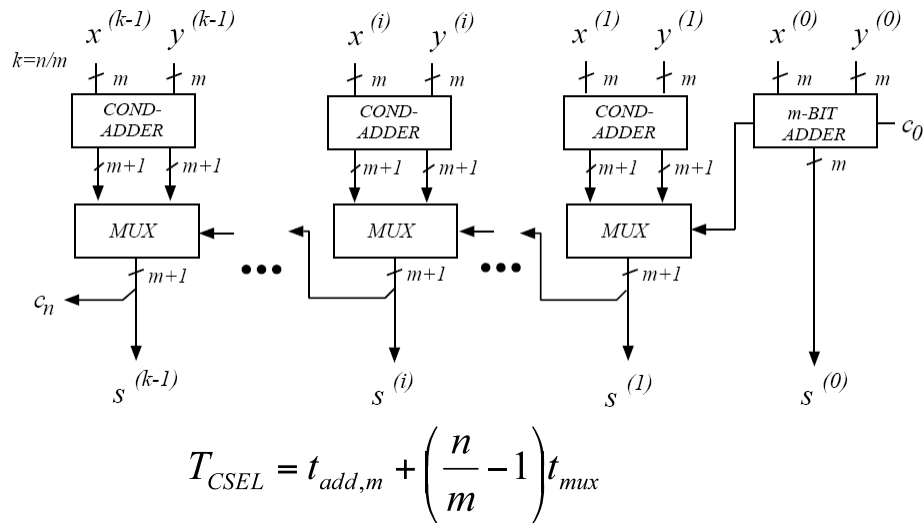 x^(k-1) y^(k-1) x^(i) y^(i) x^(1) y^(1) x^(0) y^(0)
k=n/m
m m m m m m m m
COND-
ADDER
COND-
ADDER
COND-
ADDER
m-BIT
ADDER
c_0
m+1 m+1 m+1 m+1 m+1 m+1 m
MUX MUX MUX
••• •••
m+1 m+1 m+1
c_n
s^(k-1) s^(i) s^(1) s^(0)
T_CSEL = t_add,m + (n/m − 1) t_mux